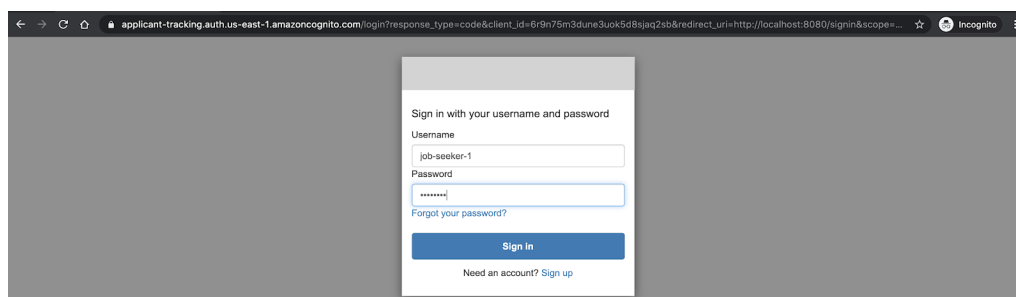 applicant-tracking.auth.us-east-1.amazoncognito.com/login?response_type=code&client_id=6r9n75m3dune3uok5d8sjaq2sb&redirect_uri=http://localhost:8080/signin&scope=... Incognito
Sign in with your username and password
Username
job-seeker-1
Password
••••••••
Forgot your password?
Sign in
Need an account? Sign up